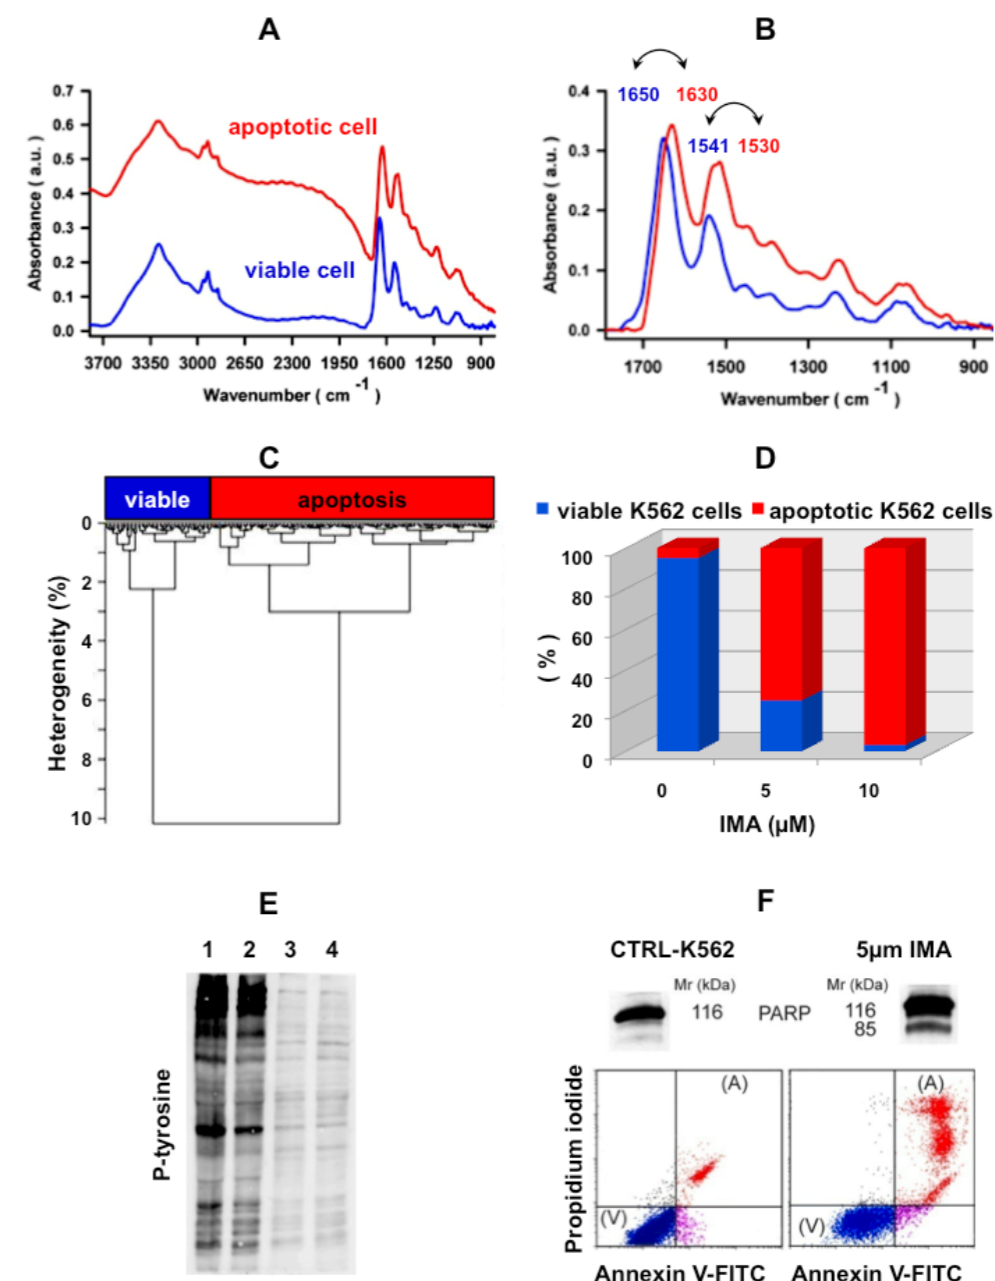 A
B
0.7
0.6
0.5
0.4
0.3
0.2
0.1
0.0
Absorbance ( a.u. )
apoptotic cell
viable cell
3700 3350 3000 2650 2300 1950 1600 1250 900
Wavenumber ( cm -1 )
1650 1630
1541 1530
0.4
0.3
0.2
0.1
0.0
Absorbance ( a.u. )
1700 1500 1300 1100 900
Wavenumber ( cm -1 )
C
D
viable apoptosis
0
2
4
6
8
10
Heterogeneity (%)
viable K562 cells apoptotic K562 cells
100
80
60
40
20
0
( % )
0 5 10
IMA (µM)
E
F
1 2 3 4
P-tyrosine
CTRL-K562 5µm IMA
Mr (kDa) Mr (kDa)
116 PARP 116
85
Propidium iodide
(A) (A)
(V) (V)
Annexin V-FITC Annexin V-FITC